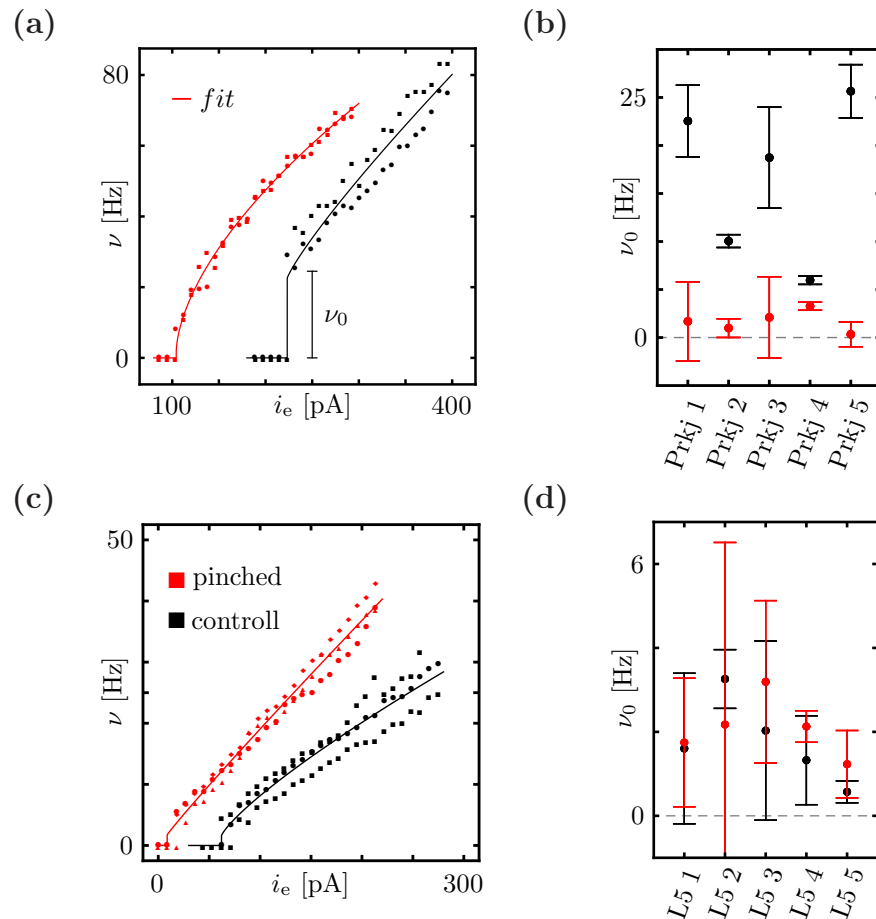 (a)
80
fit
ν [Hz]
ν₀
0
100
iₑ [pA]
400
(b)
25
ν₀ [Hz]
0
Prkj 1
Prkj 2
Prkj 3
Prkj 4
Prkj 5
(c)
50
pinched
controll
ν [Hz]
0
0
iₑ [pA]
300
(d)
6
ν₀ [Hz]
0
L5 1
L5 2
L5 3
L5 4
L5 5